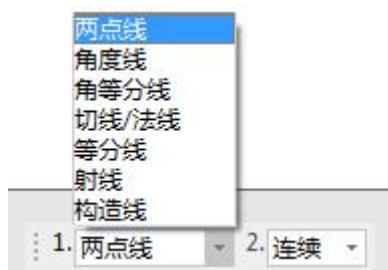 两点线
角度线
角等分线
切线/法线
等分线
射线
构造线
1. 两点线 2. 连续